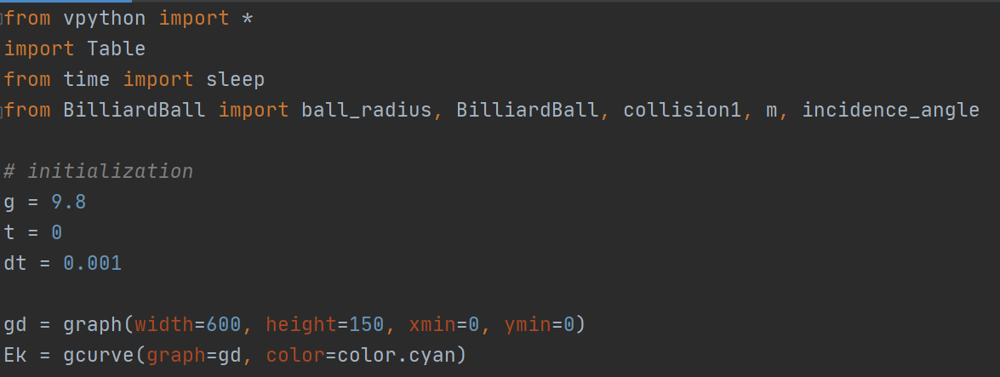 from vpython import *
import Table
from time import sleep
from BilliardBall import ball_radius, BilliardBall, collision1, m, incidence_angle
# initialization
g = 9.8
t = 0
dt = 0.001
gd = graph(width=600, height=150, xmin=0, ymin=0)
Ek = gcurve(graph=gd, color=color.cyan)